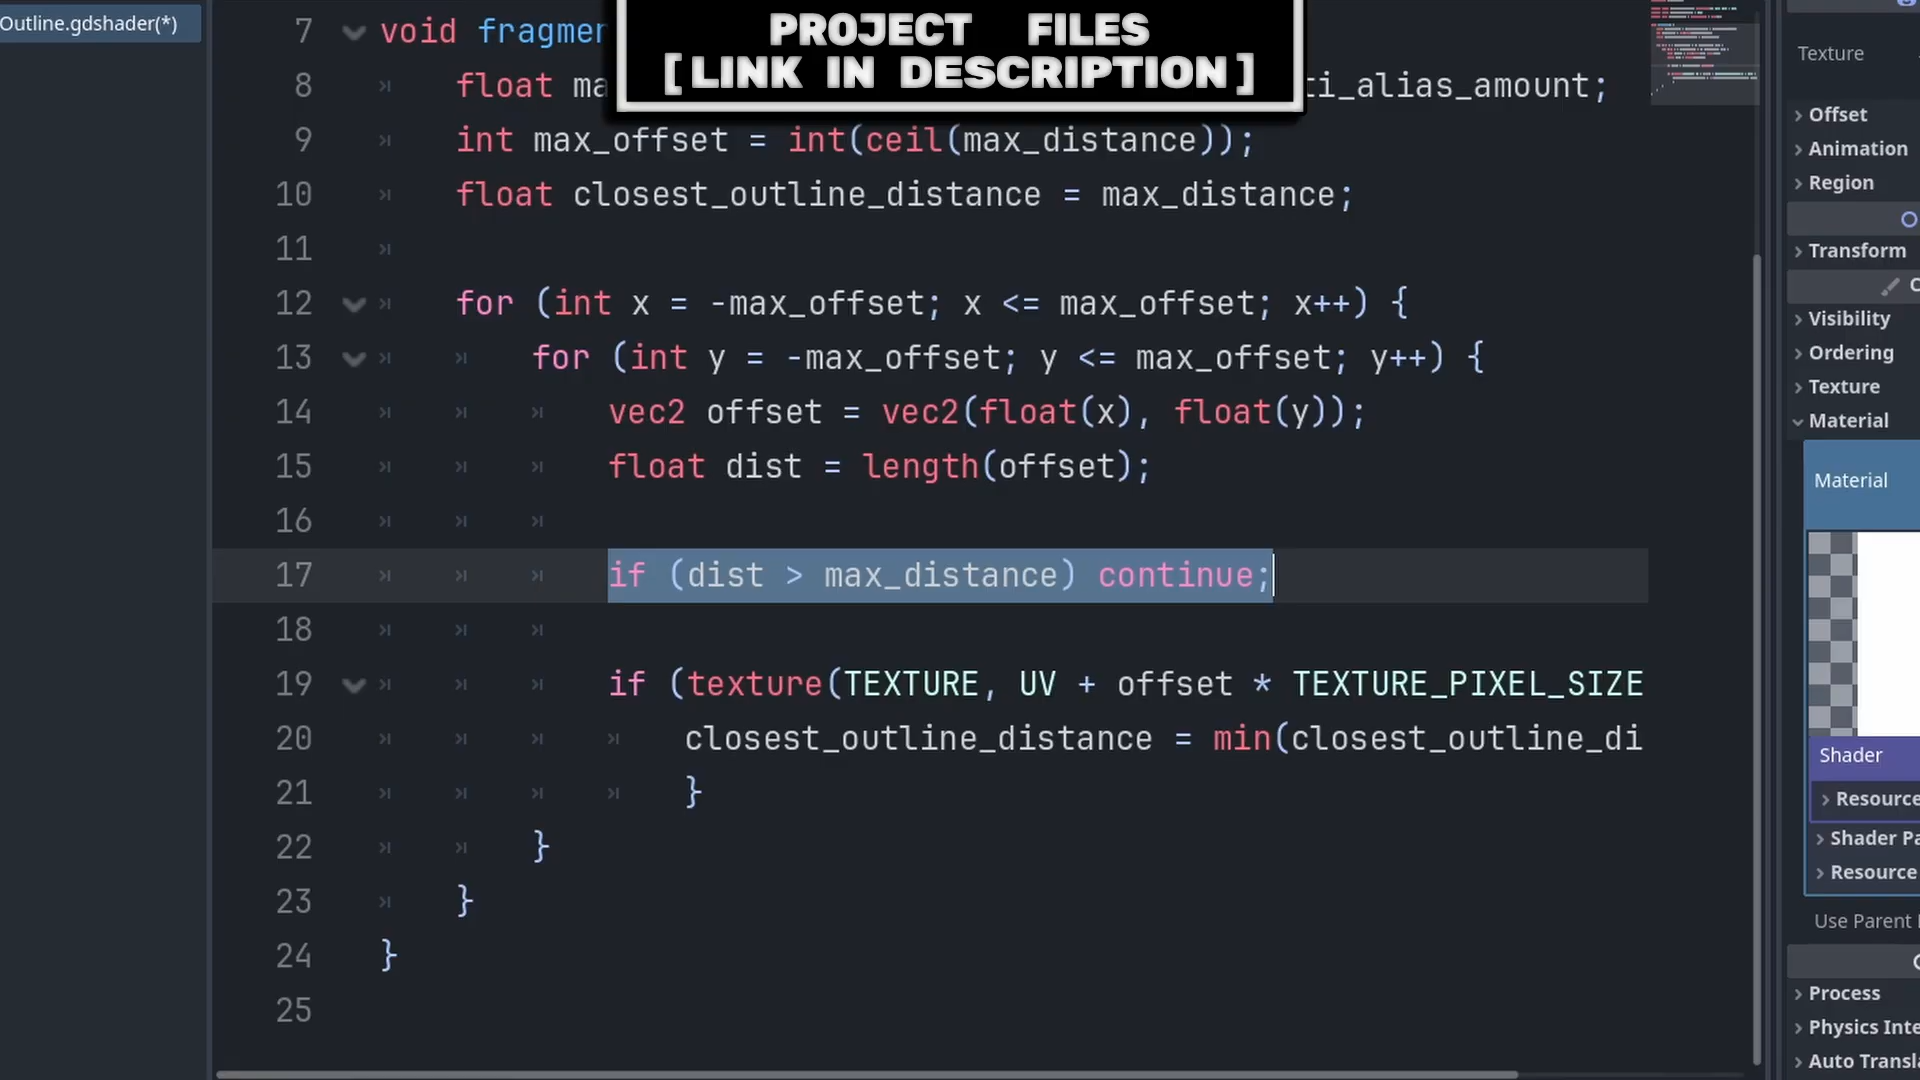 PROJECT FILES
[LINK IN DESCRIPTION]
Outline.gdshader(*)
7 void fragmen
8 float ma ti_alias_amount;
9 int max_offset = int(ceil(max_distance));
10 float closest_outline_distance = max_distance;
11
12 for (int x = -max_offset; x <= max_offset; x++) {
13 for (int y = -max_offset; y <= max_offset; y++) {
14 vec2 offset = vec2(float(x), float(y));
15 float dist = length(offset);
16
17 if (dist > max_distance) continue;
18
19 if (texture(TEXTURE, UV + offset * TEXTURE_PIXEL_SIZE
20 closest_outline_distance = min(closest_outline_di
21 }
22 }
23 }
24 }
25
Texture
Offset
Animation
Region
Transform
Visibility
Ordering
Texture
Material
Material
Shader
Resource
Shader Pa
Resource
Use Parent
Process
Physics Inte
Auto Transla